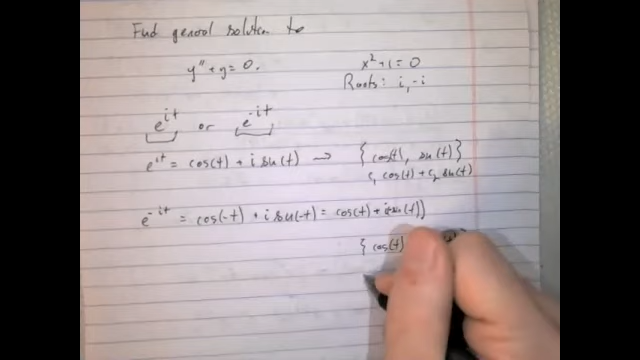 Find general solution to
y'' + y = 0.
x² + 1 = 0
Roots: i, -i
e^{it} or e^{-it}
e^{it} = cos(t) + i sin(t) → {cos(t), sin(t)}
c₁ cos(t) + c₂ sin(t)
e^{-it} = cos(-t) + i sin(-t) = cos(t) + i(-sin(t))
{cos(t)